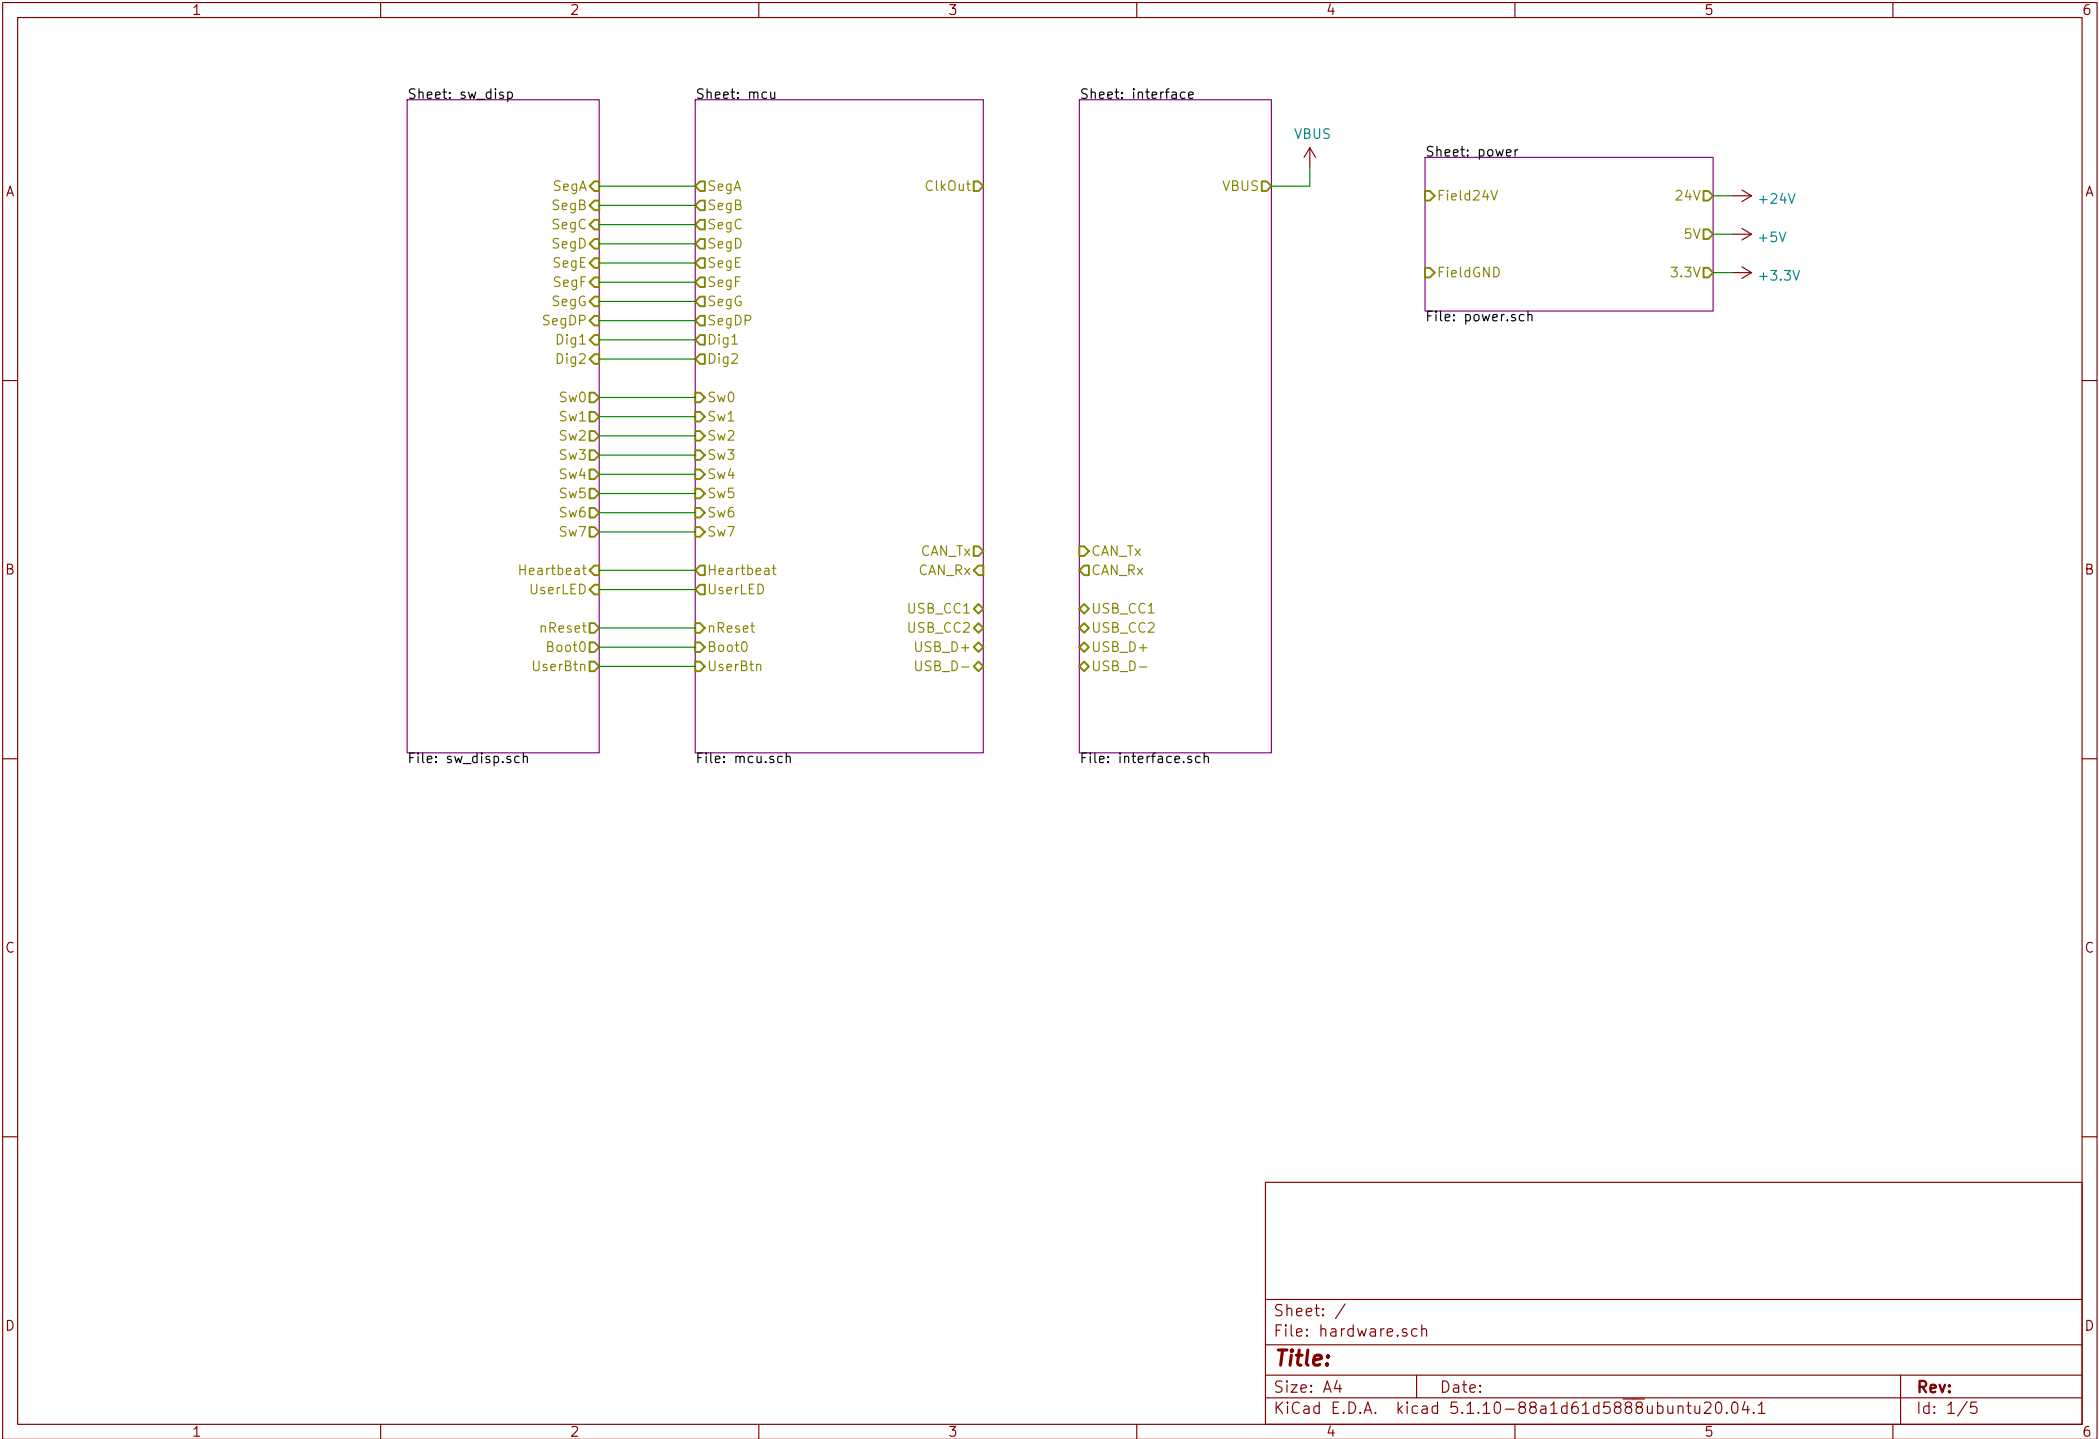 1 2 3 4 5 6
Sheet: sw_disp
SegA
SegB
SegC
SegD
SegE
SegF
SegG
SegDP
Dig1
Dig2
Sw0
Sw1
Sw2
Sw3
Sw4
Sw5
Sw6
Sw7
Heartbeat
UserLED
nReset
Boot0
UserBtn
File: sw_disp.sch
Sheet: mcu
SegA
SegB
SegC
SegD
SegE
SegF
SegG
SegDP
Dig1
Dig2
Sw0
Sw1
Sw2
Sw3
Sw4
Sw5
Sw6
Sw7
Heartbeat
UserLED
nReset
Boot0
UserBtn
ClkOut
CAN_Tx
CAN_Rx
USB_CC1
USB_CC2
USB_D+
USB_D-
File: mcu.sch
Sheet: interface
VBUS
VBUS
CAN_Tx
CAN_Rx
USB_CC1
USB_CC2
USB_D+
USB_D-
File: interface.sch
Sheet: power
Field24V
FieldGND
24V
5V
3.3V
+24V
+5V
+3.3V
File: power.sch
A A
B B
C C
D D
Sheet: /
File: hardware.sch
Title:
Size: A4 Date: Rev:
KiCad E.D.A. kicad 5.1.10-88a1d61d5888ubuntu20.04.1 Id: 1/5
1 2 3 4 5 6